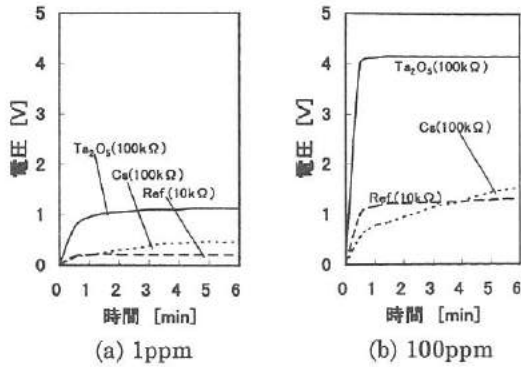 電圧 [V]
5
4
3
2
1
0
Ta₂O₅(100kΩ)
Cs(100kΩ)
Ref.(10kΩ)
0 1 2 3 4 5 6
時間 [min]
(a) 1ppm
電圧 [V]
5
4
3
2
1
0
Ta₂O₅(100kΩ)
Cs(100kΩ)
Ref.(10kΩ)
0 1 2 3 4 5 6
時間 [min]
(b) 100ppm